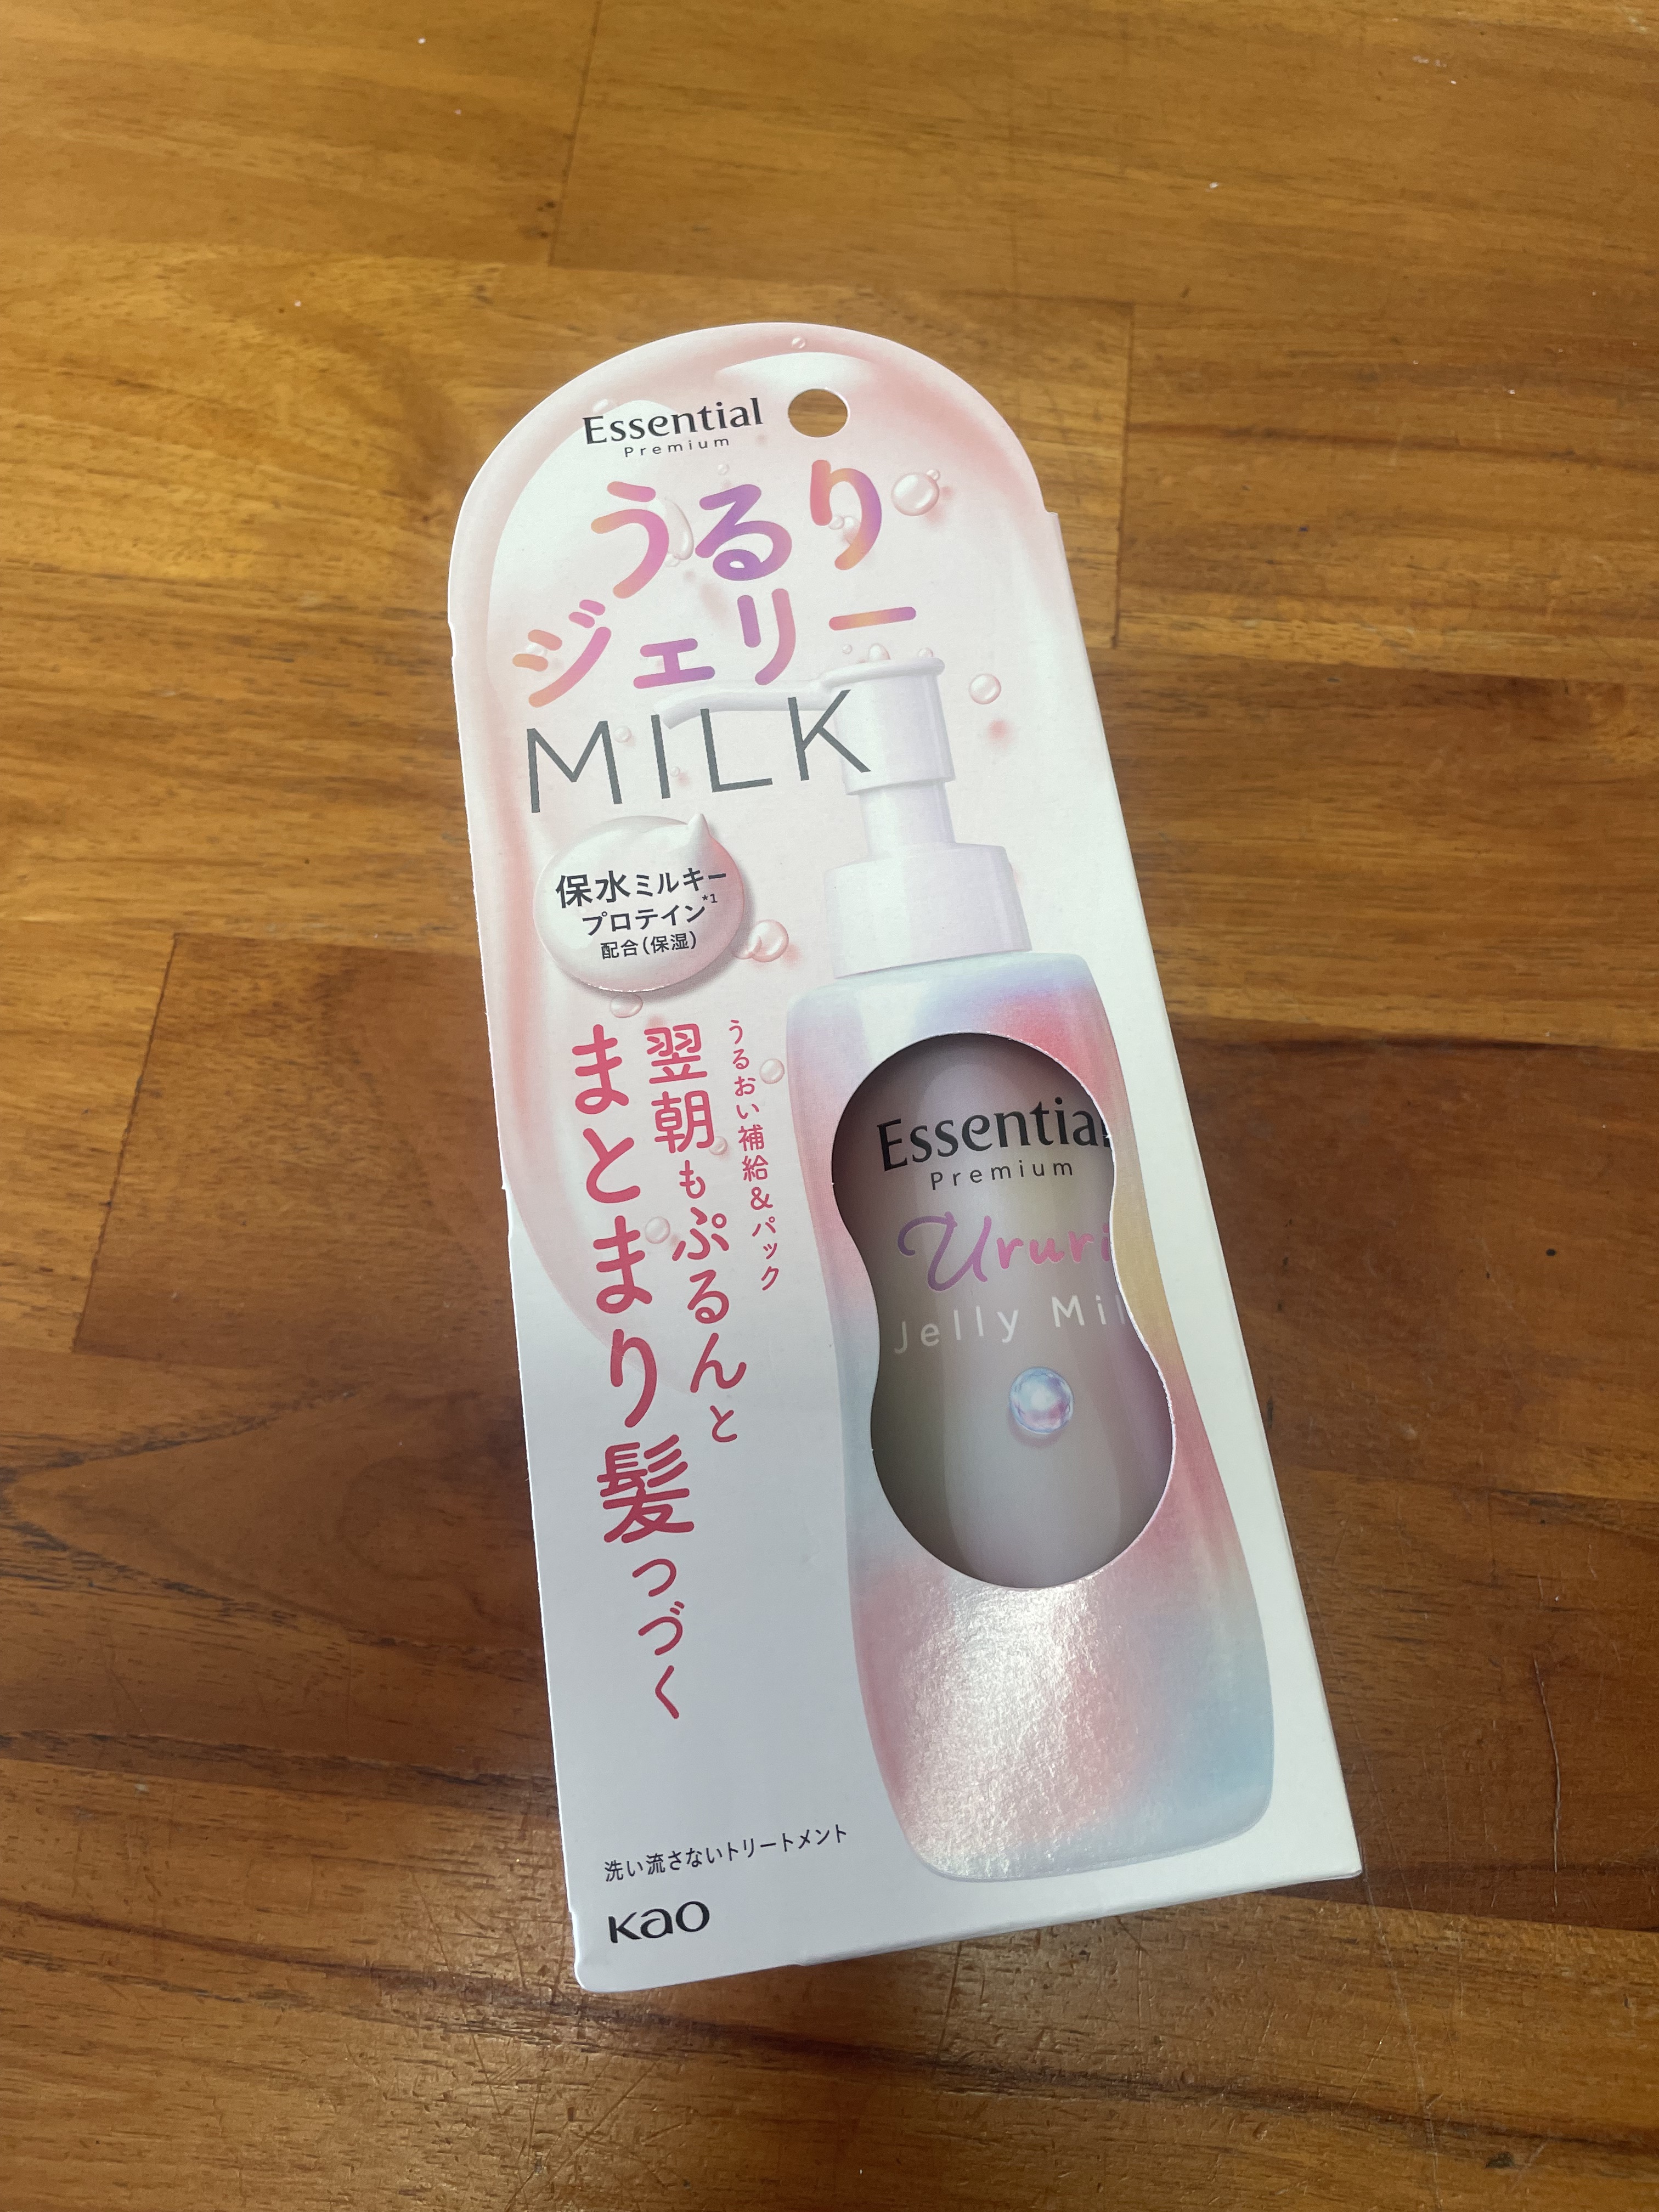 Essential
Premium
うるり
ジェリー
MILK
保水ミルキー
プロテイン*1
配合(保湿)
うるおい補給&パック
翌朝もぷるんと
まとまり髪つづく
Essential
Premium
Ururi
Jelly Mil
洗い流さないトリートメント
Kao